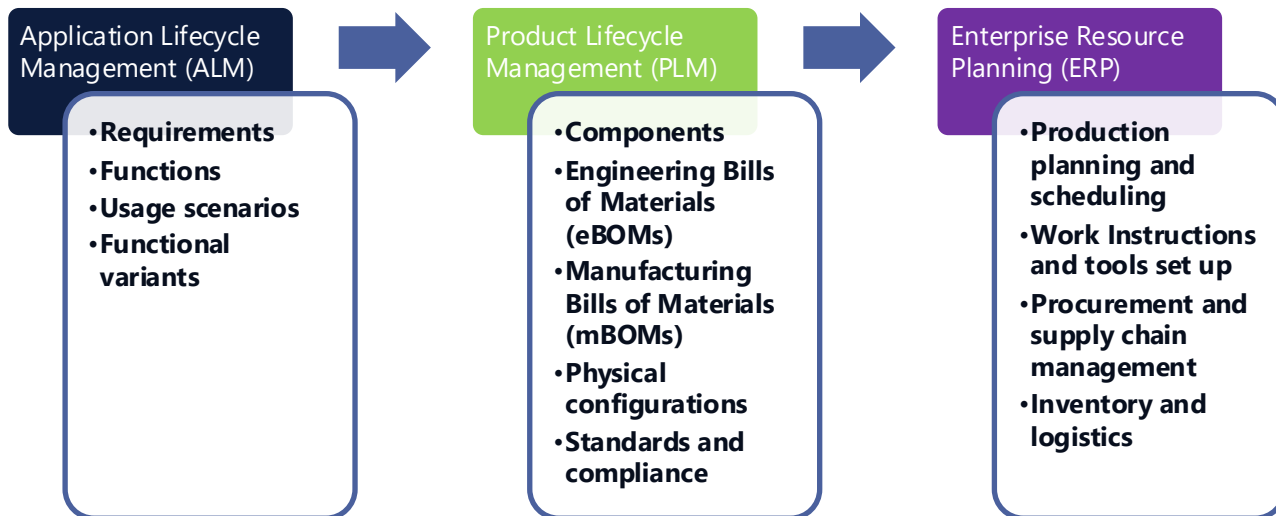 Application Lifecycle
Management (ALM)
•Requirements
•Functions
•Usage scenarios
•Functional
variants
Product Lifecycle
Management (PLM)
•Components
•Engineering Bills
of Materials
(eBOMs)
•Manufacturing
Bills of Materials
(mBOMs)
•Physical
configurations
•Standards and
compliance
Enterprise Resource
Planning (ERP)
•Production
planning and
scheduling
•Work Instructions
and tools set up
•Procurement and
supply chain
management
•Inventory and
logistics